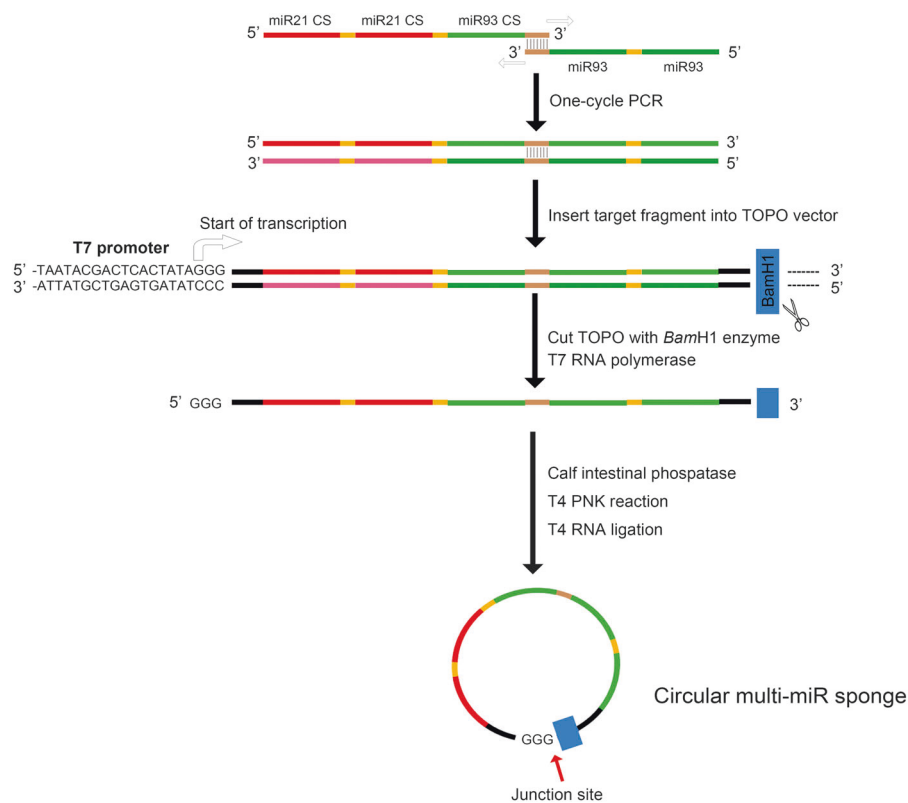 miR21 CS miR21 CS miR93 CS
5’ 3’
3’ 5’
miR93 miR93
One-cycle PCR
5’ 3’
3’ 5’
Insert target fragment into TOPO vector
Start of transcription
T7 promoter
5’ -TAATACGACTCACTATAGGG 3’
3’ -ATTATGCTGAGTGATATCCC 5’
BamH1
Cut TOPO with BamH1 enzyme
T7 RNA polymerase
5’ GGG 3’
Calf intestinal phospatase
T4 PNK reaction
T4 RNA ligation
Circular multi-miR sponge
GGG
Junction site